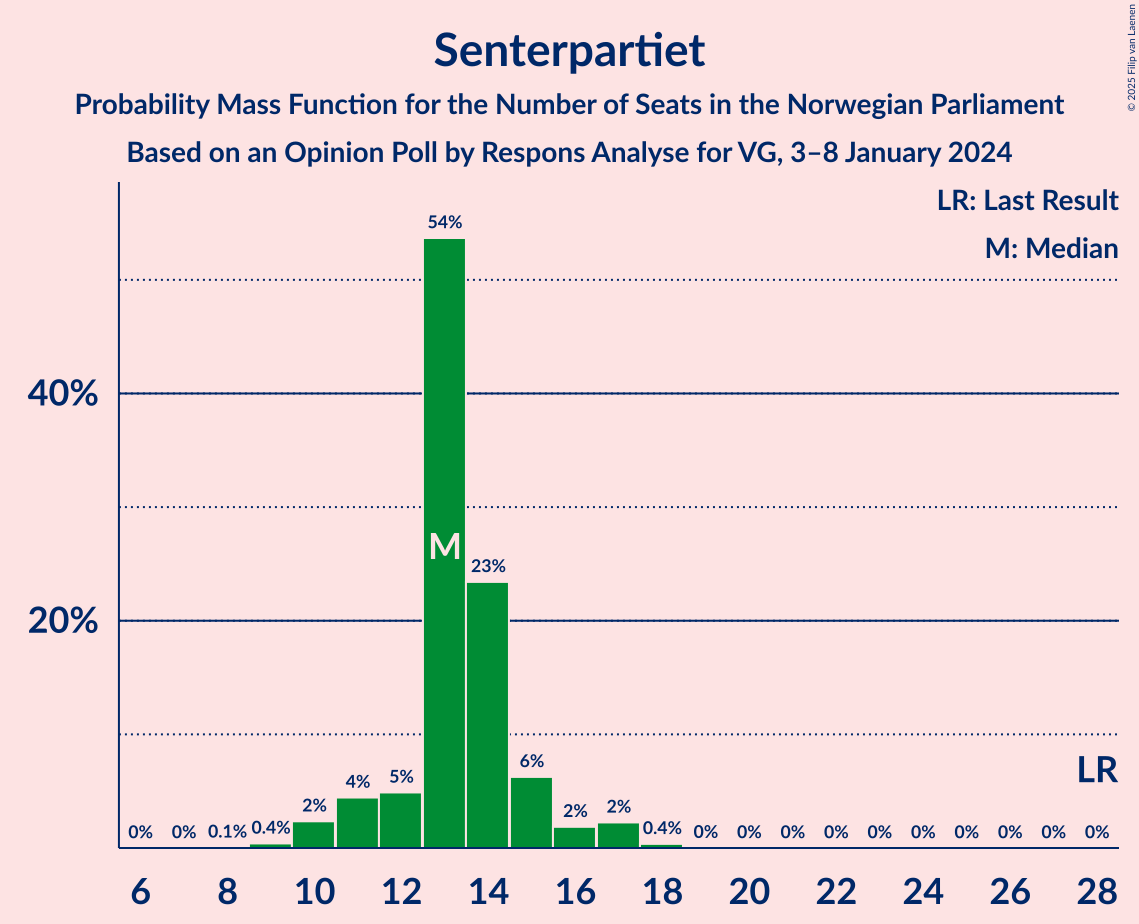 Senterpartiet
Probability Mass Function for the Number of Seats in the Norwegian Parliament
Based on an Opinion Poll by Respons Analyse for VG, 3–8 January 2024
© 2025 Filip van Laenen
LR: Last Result
M: Median
54%
40%
M
23%
20%
LR
0% 0% 0.1% 0.4% 2% 4% 5% 6% 2% 2% 0.4% 0% 0% 0% 0% 0% 0% 0% 0% 0% 0%
6 8 10 12 14 16 18 20 22 24 26 28